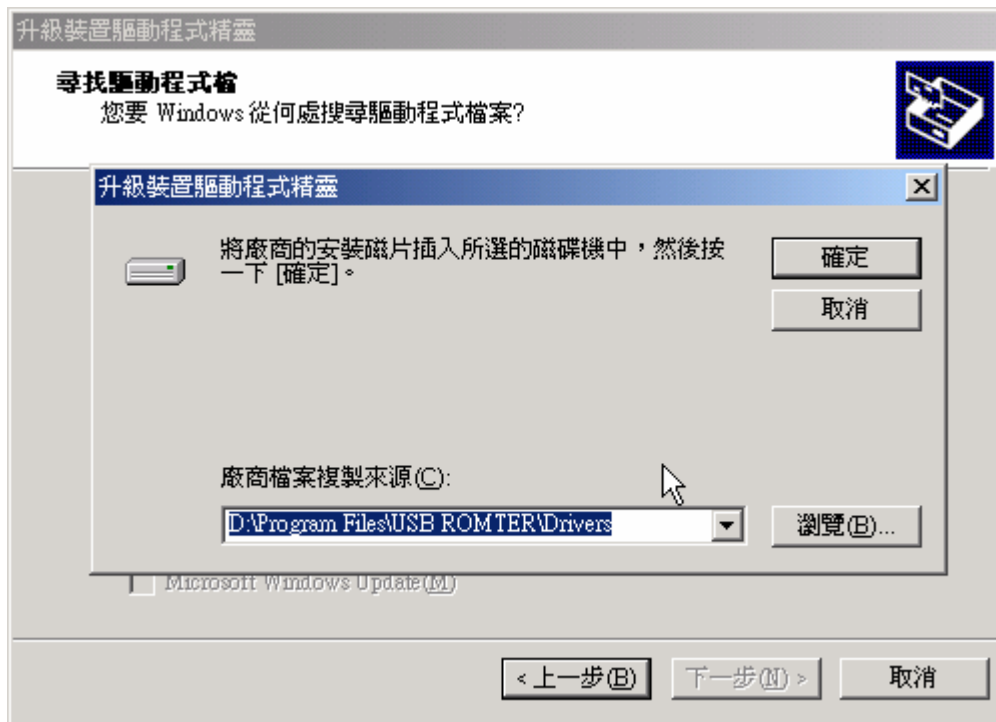 升級裝置驅動程式精靈
尋找驅動程式檔
您要 Windows 從何處搜尋驅動程式檔案?
升級裝置驅動程式精靈
將廠商的安裝磁片插入所選的磁碟機中，然後按
一下 [確定]。
確定
取消
廠商檔案複製來源(C):
D:\Program Files\USB ROMTER\Drivers
瀏覽(B)...
Microsoft Windows Update(M)
< 上一步(B)
下一步(N) >
取消